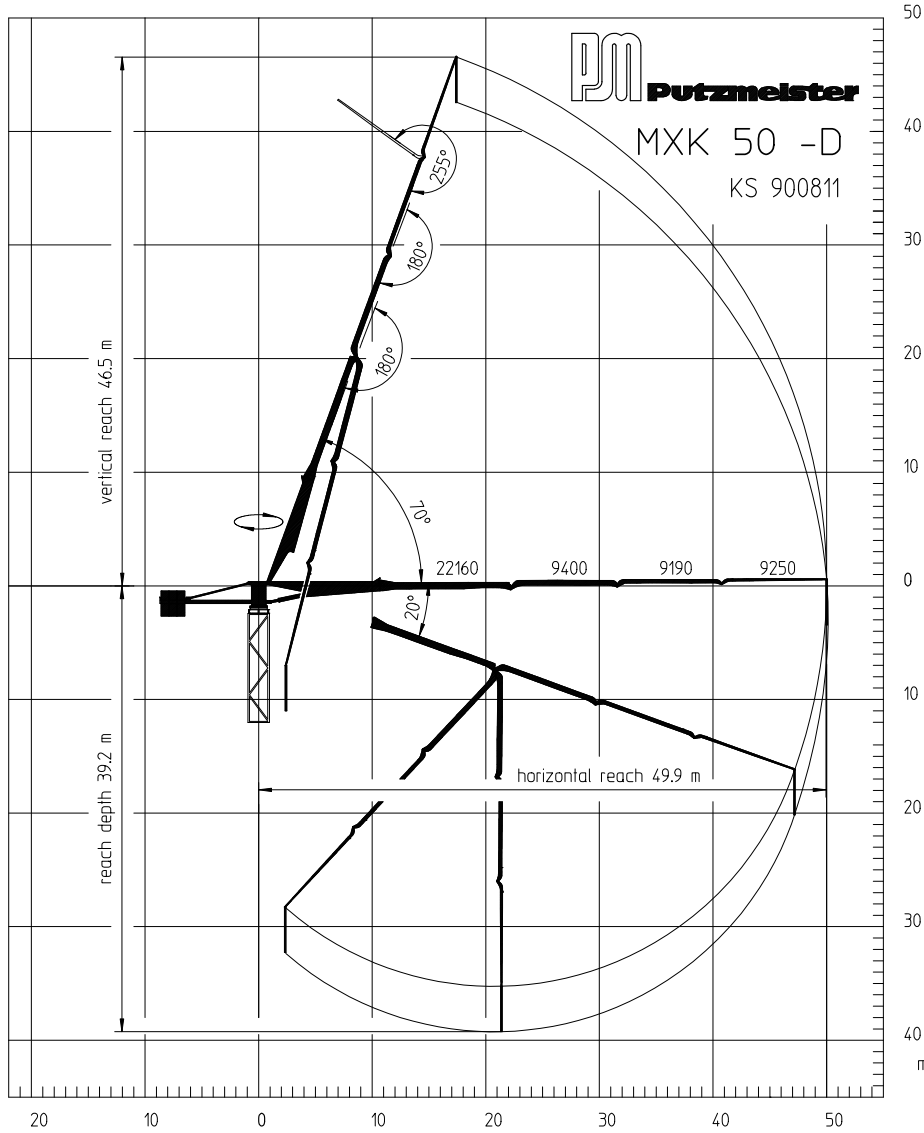 PM Putzmeister
MXK 50 -D
KS 900811
255°
180°
180°
70°
20°
vertical reach 46.5 m
22160 9400 9190 9250
reach depth 39.2 m
horizontal reach 49.9 m
50
40
30
20
10
0
10
20
30
40
m
20 10 0 10 20 30 40 50